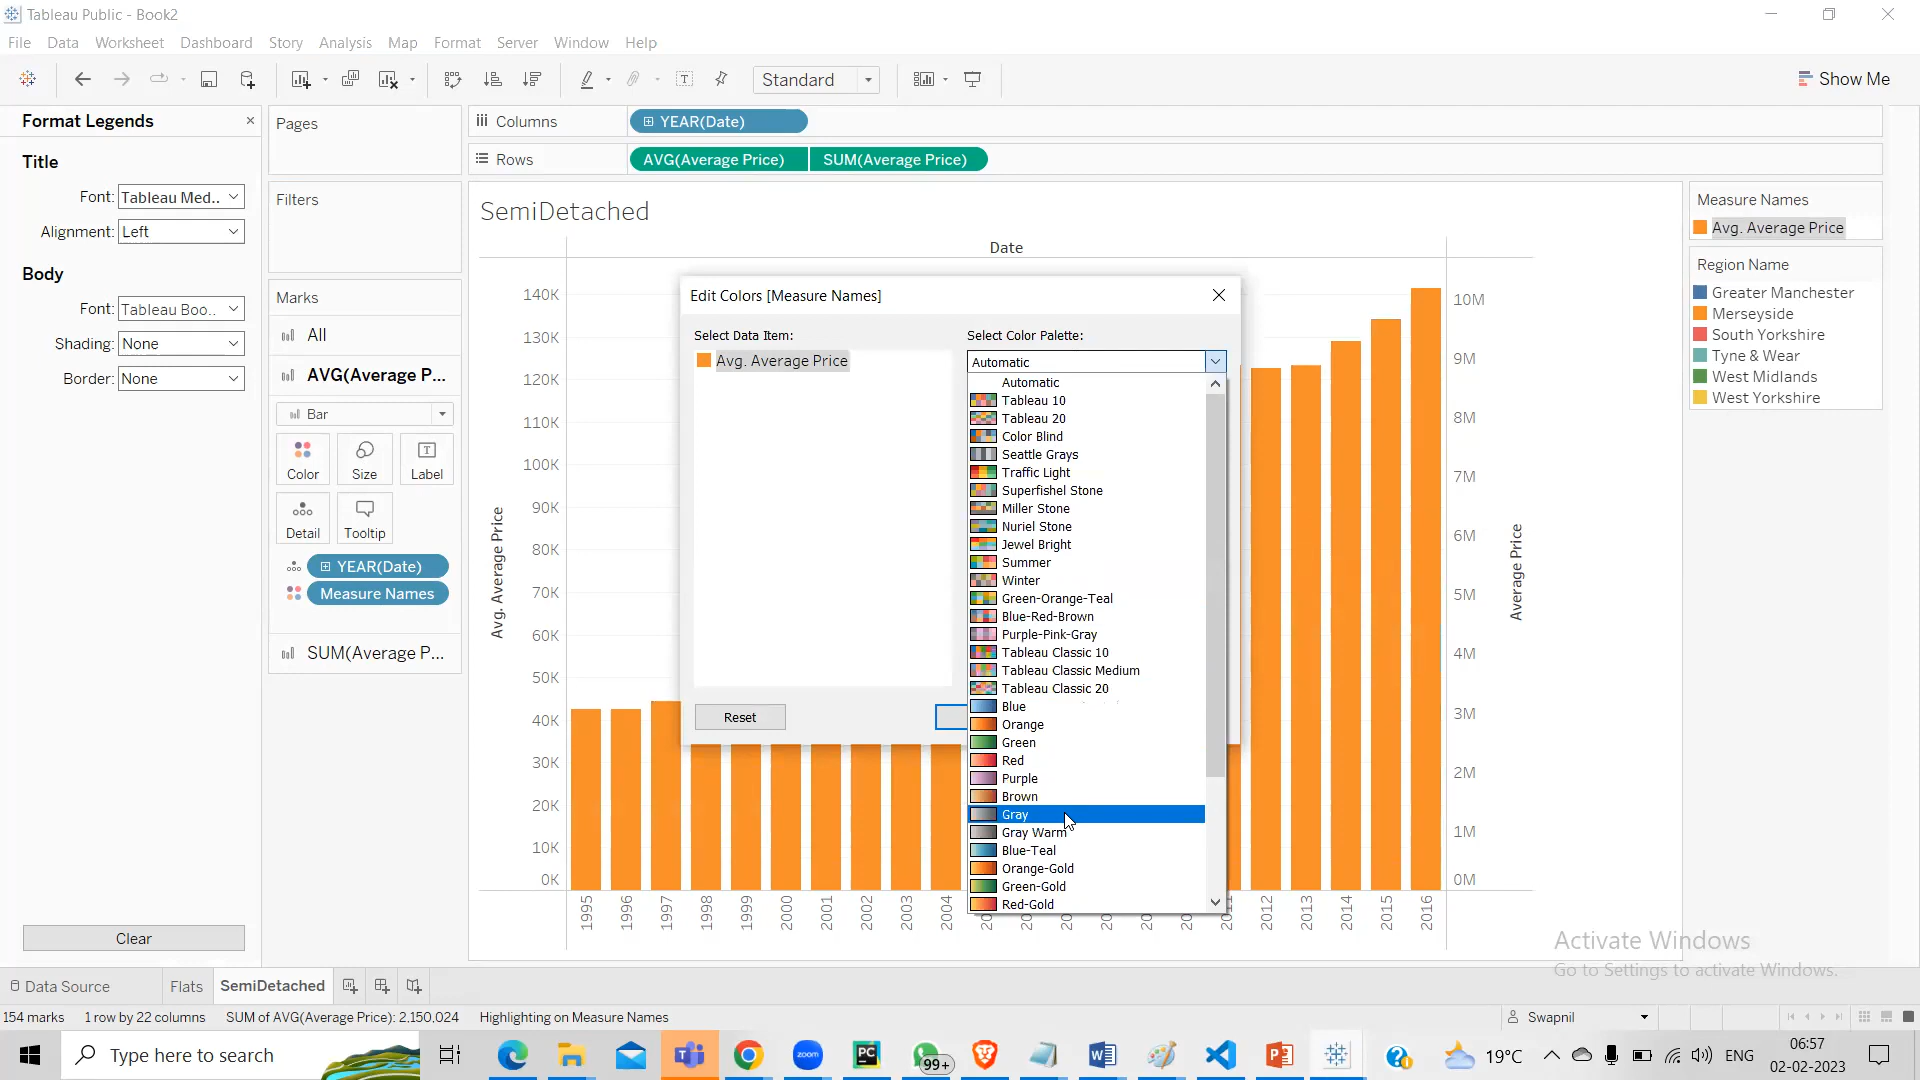 Tableau Public - Book2
File Data Worksheet Dashboard Story Analysis Map Format Server Window Help
Standard
Show Me
Format Legends
Title
Font: Tableau Med..
Alignment: Left
Body
Font: Tableau Boo..
Shading: None
Border: None
Clear
Pages
Filters
Marks
All
AVG(Average P...
Bar
Color
Size
Label
Detail
Tooltip
YEAR(Date)
Measure Names
SUM(Average P...
Columns
YEAR(Date)
Rows
AVG(Average Price)
SUM(Average Price)
SemiDetached
Date
Avg. Average Price
140K
130K
120K
110K
100K
90K
80K
70K
60K
50K
40K
30K
20K
10K
0K
Edit Colors [Measure Names]
Select Data Item:
Avg. Average Price
Reset
Select Color Palette:
Automatic
Automatic
Tableau 10
Tableau 20
Color Blind
Seattle Grays
Traffic Light
Superfishel Stone
Miller Stone
Nuriel Stone
Jewel Bright
Summer
Winter
Green-Orange-Teal
Blue-Red-Brown
Purple-Pink-Gray
Tableau Classic 10
Tableau Classic Medium
Tableau Classic 20
Blue
Orange
Green
Red
Purple
Brown
Gray
Gray Warm
Blue-Teal
Orange-Gold
Green-Gold
Red-Gold
10M
9M
8M
7M
6M
5M
4M
3M
2M
1M
0M
Average Price
1995
1996
1997
1998
1999
2000
2001
2002
2003
2004
2012
2013
2014
2015
2016
Measure Names
Avg. Average Price
Region Name
Greater Manchester
Merseyside
South Yorkshire
Tyne & Wear
West Midlands
West Yorkshire
Activate Windows
Go to Settings to activate Windows.
Data Source
Flats
SemiDetached
154 marks 1 row by 22 columns SUM of AVG(Average Price): 2,150,024 Highlighting on Measure Names
Swapnil
Type here to search
zoom
PC
99+
19°C
ENG
06:57
02-02-2023